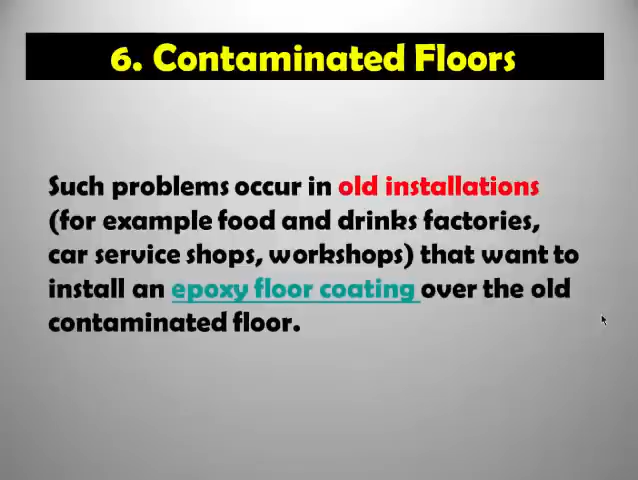 6. Contaminated Floors
Such problems occur in old installations
(for example food and drinks factories,
car service shops, workshops) that want to
install an epoxy floor coating over the old
contaminated floor.